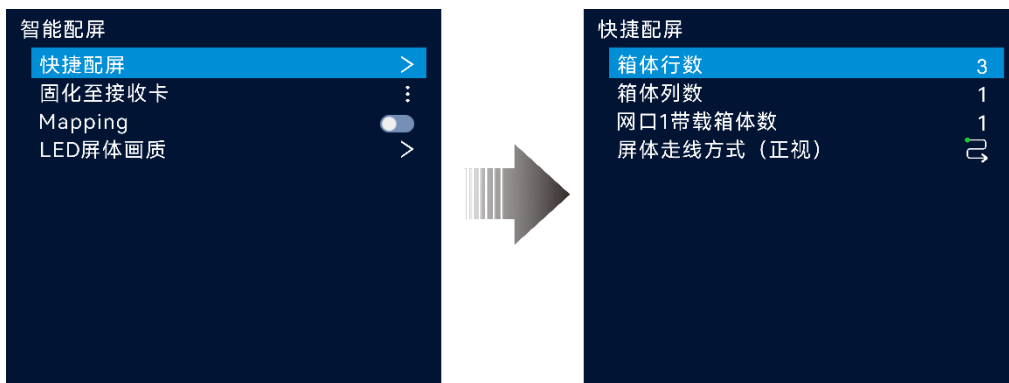 智能配屏
快捷配屏
固化至接收卡
Mapping
LED屏体画质
快捷配屏
箱体行数 3
箱体列数 1
网口1带载箱体数 1
屏体走线方式（正视）